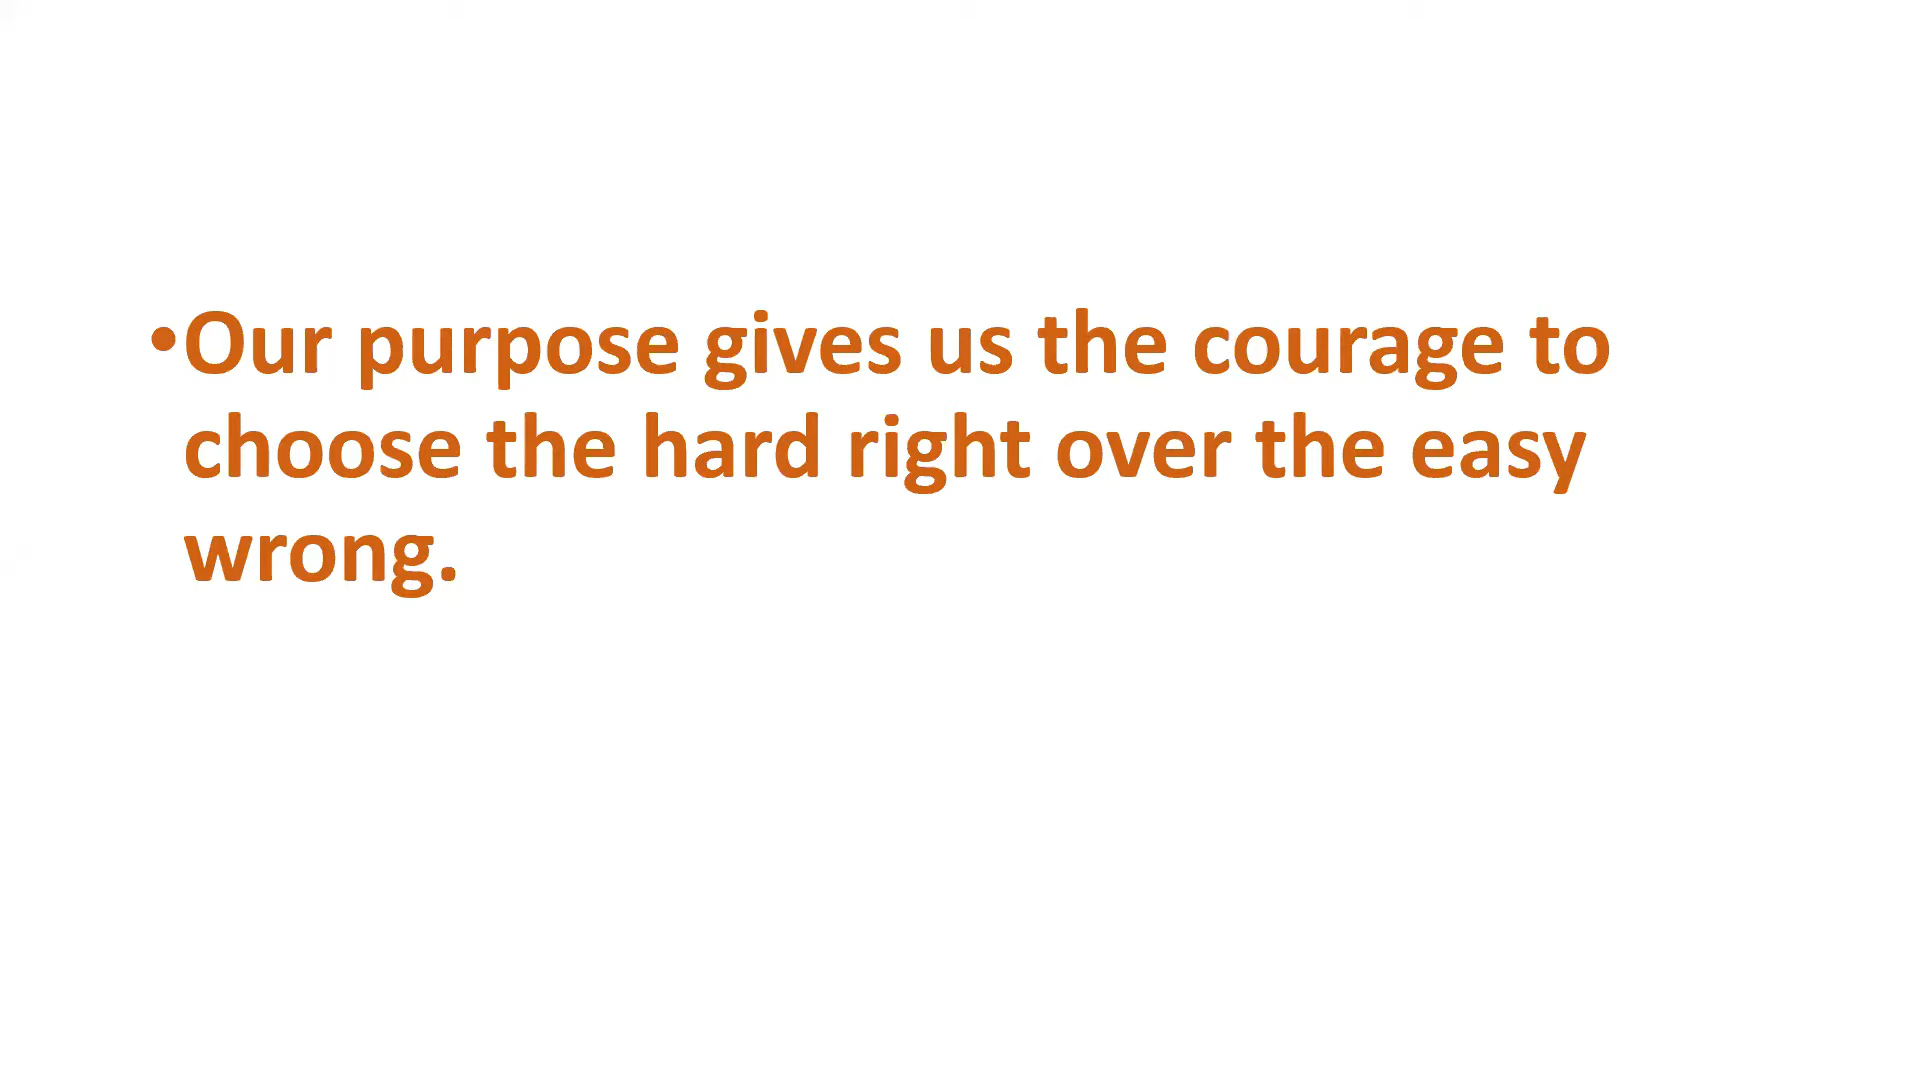 •Our purpose gives us the courage to
choose the hard right over the easy
wrong.